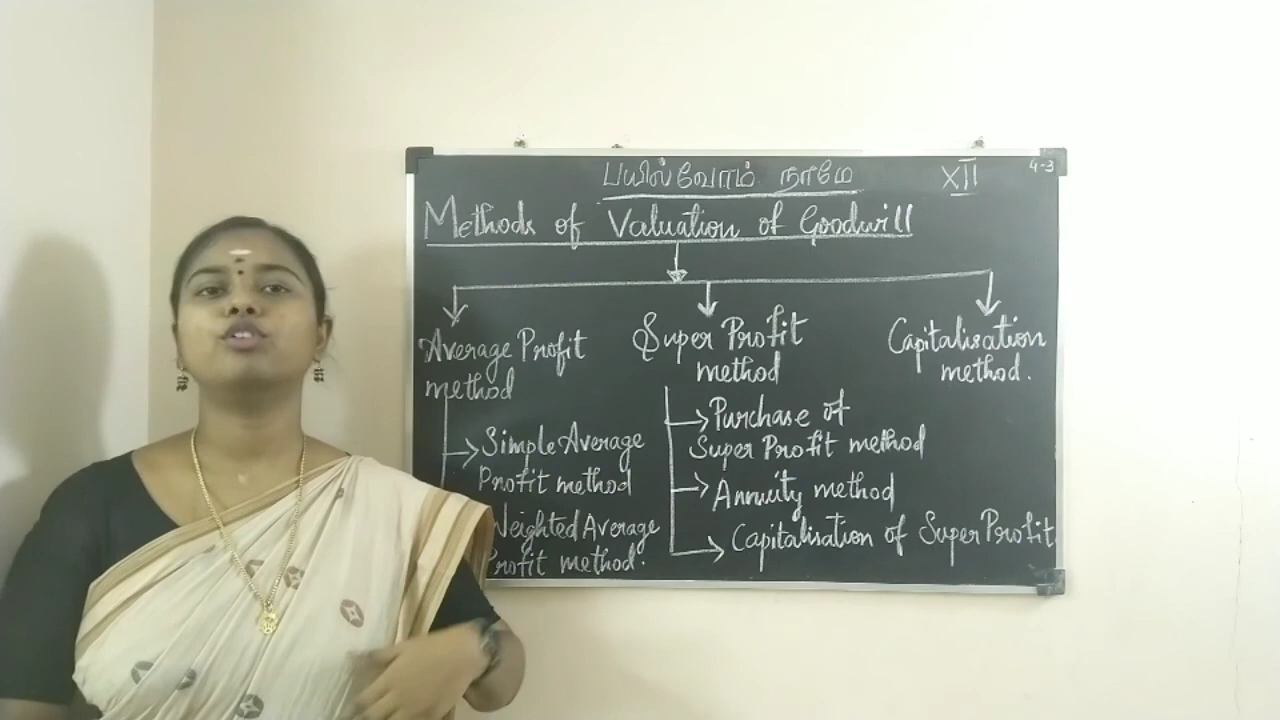 பயில்வோம் நாமே XII 4-3
Methods of Valuation of Goodwill
Average Profit
method
Simple Average
Profit method
Weighted Average
Profit method.
Super Profit
method
Purchase of
Super Profit method
Annuity method
Capitalisation of Super Profit
Capitalisation
method.